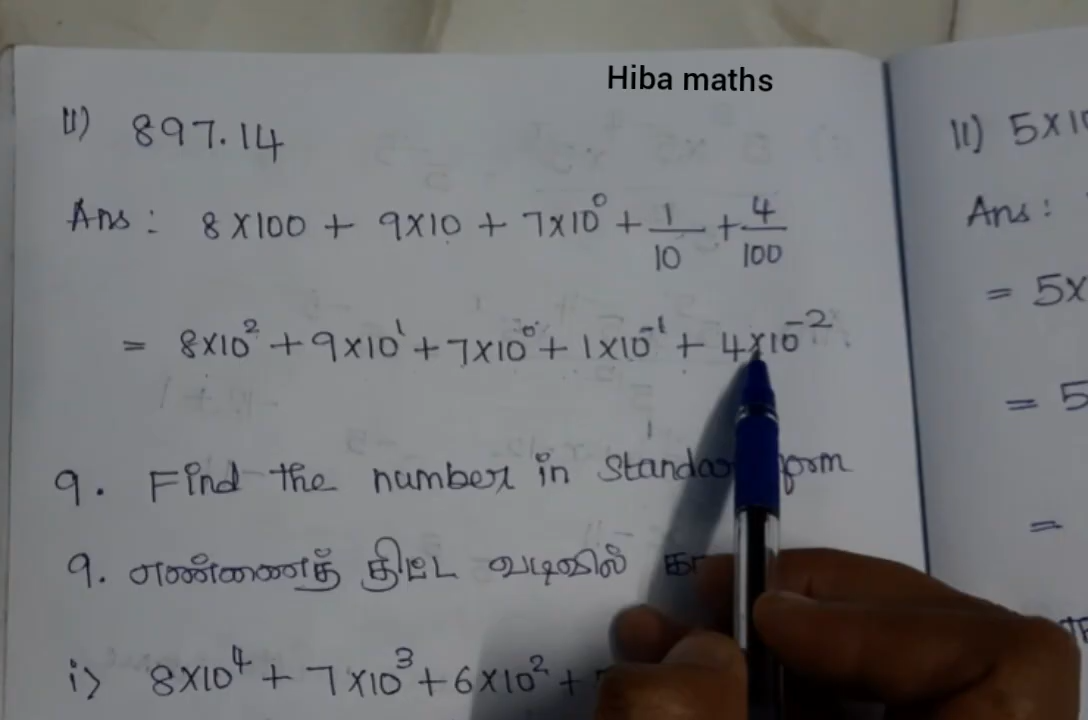 Hiba maths
II) 897.14
Ans : 8×100 + 9×10 + 7×10⁰ + 1/10 + 4/100
= 8×10² + 9×10¹ + 7×10⁰ + 1×10⁻¹ + 4×10⁻²
9. Find the number in form
9. எண்ணைத் திட்ட வடிவில்
i) 8×10⁴ + 7×10³ + 6×10² +
II) 5×10
Ans :
= 5×
= 5
=